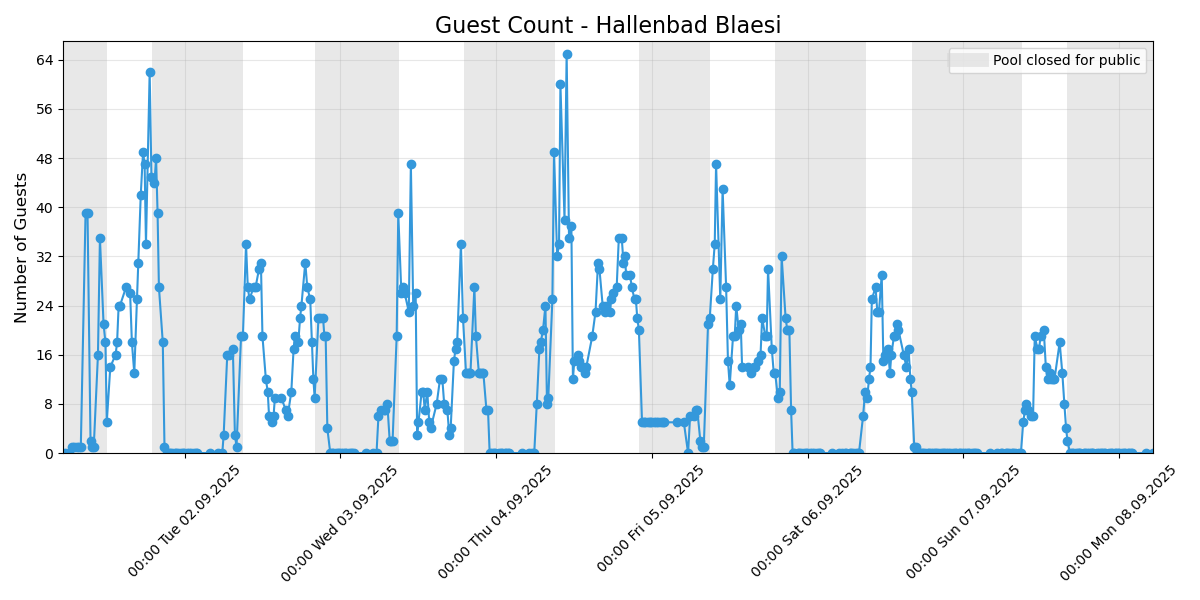 Guest Count - Hallenbad Blaesi
Pool closed for public
Number of Guests
64
56
48
40
32
24
16
8
0
00:00 Tue 02.09.2025
00:00 Wed 03.09.2025
00:00 Thu 04.09.2025
00:00 Fri 05.09.2025
00:00 Sat 06.09.2025
00:00 Sun 07.09.2025
00:00 Mon 08.09.2025